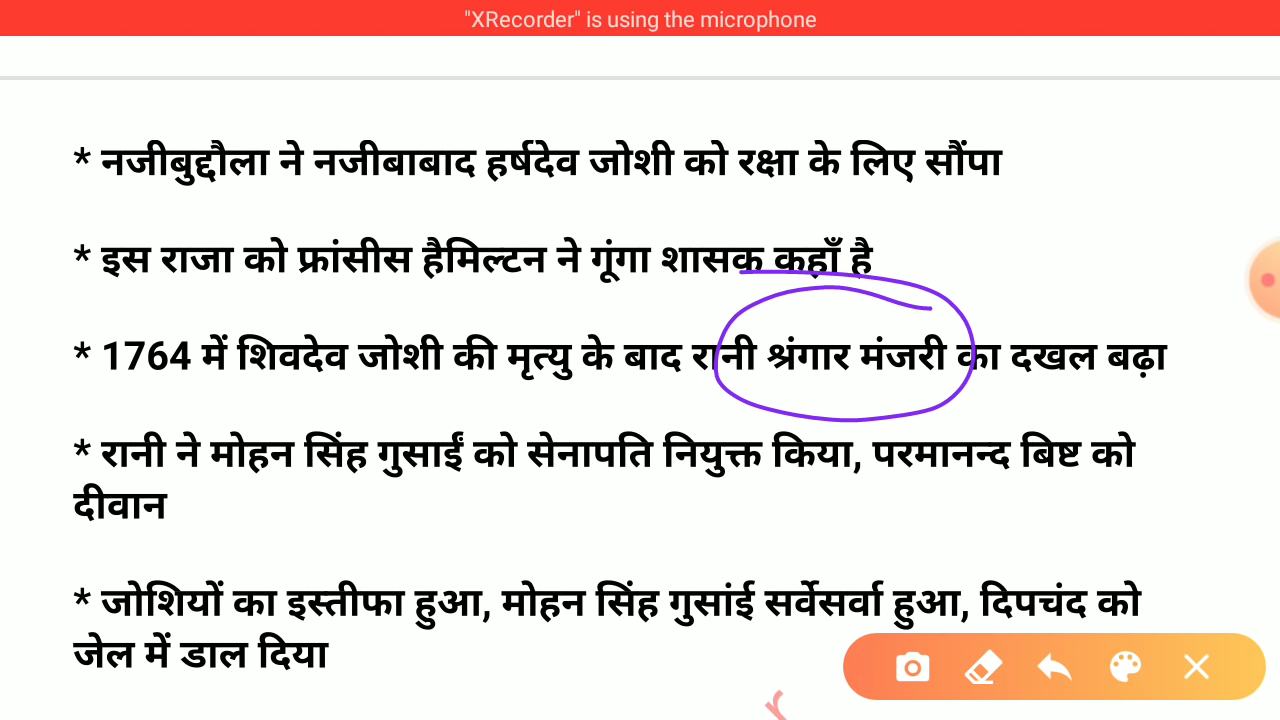 "XRecorder" is using the microphone
* नजीबुद्दौला ने नजीबाबाद हर्षदेव जोशी को रक्षा के लिए सौंपा
* इस राजा को फ्रांसीस हैमिल्टन ने गूंगा शासक कहाँ है
* 1764 में शिवदेव जोशी की मृत्यु के बाद रानी श्रंगार मंजरी का दखल बढ़ा
* रानी ने मोहन सिंह गुसाईं को सेनापति नियुक्त किया, परमानन्द बिष्ट को
दीवान
* जोशियों का इस्तीफा हुआ, मोहन सिंह गुसांई सर्वेसर्वा हुआ, दिपचंद को
जेल में डाल दिया